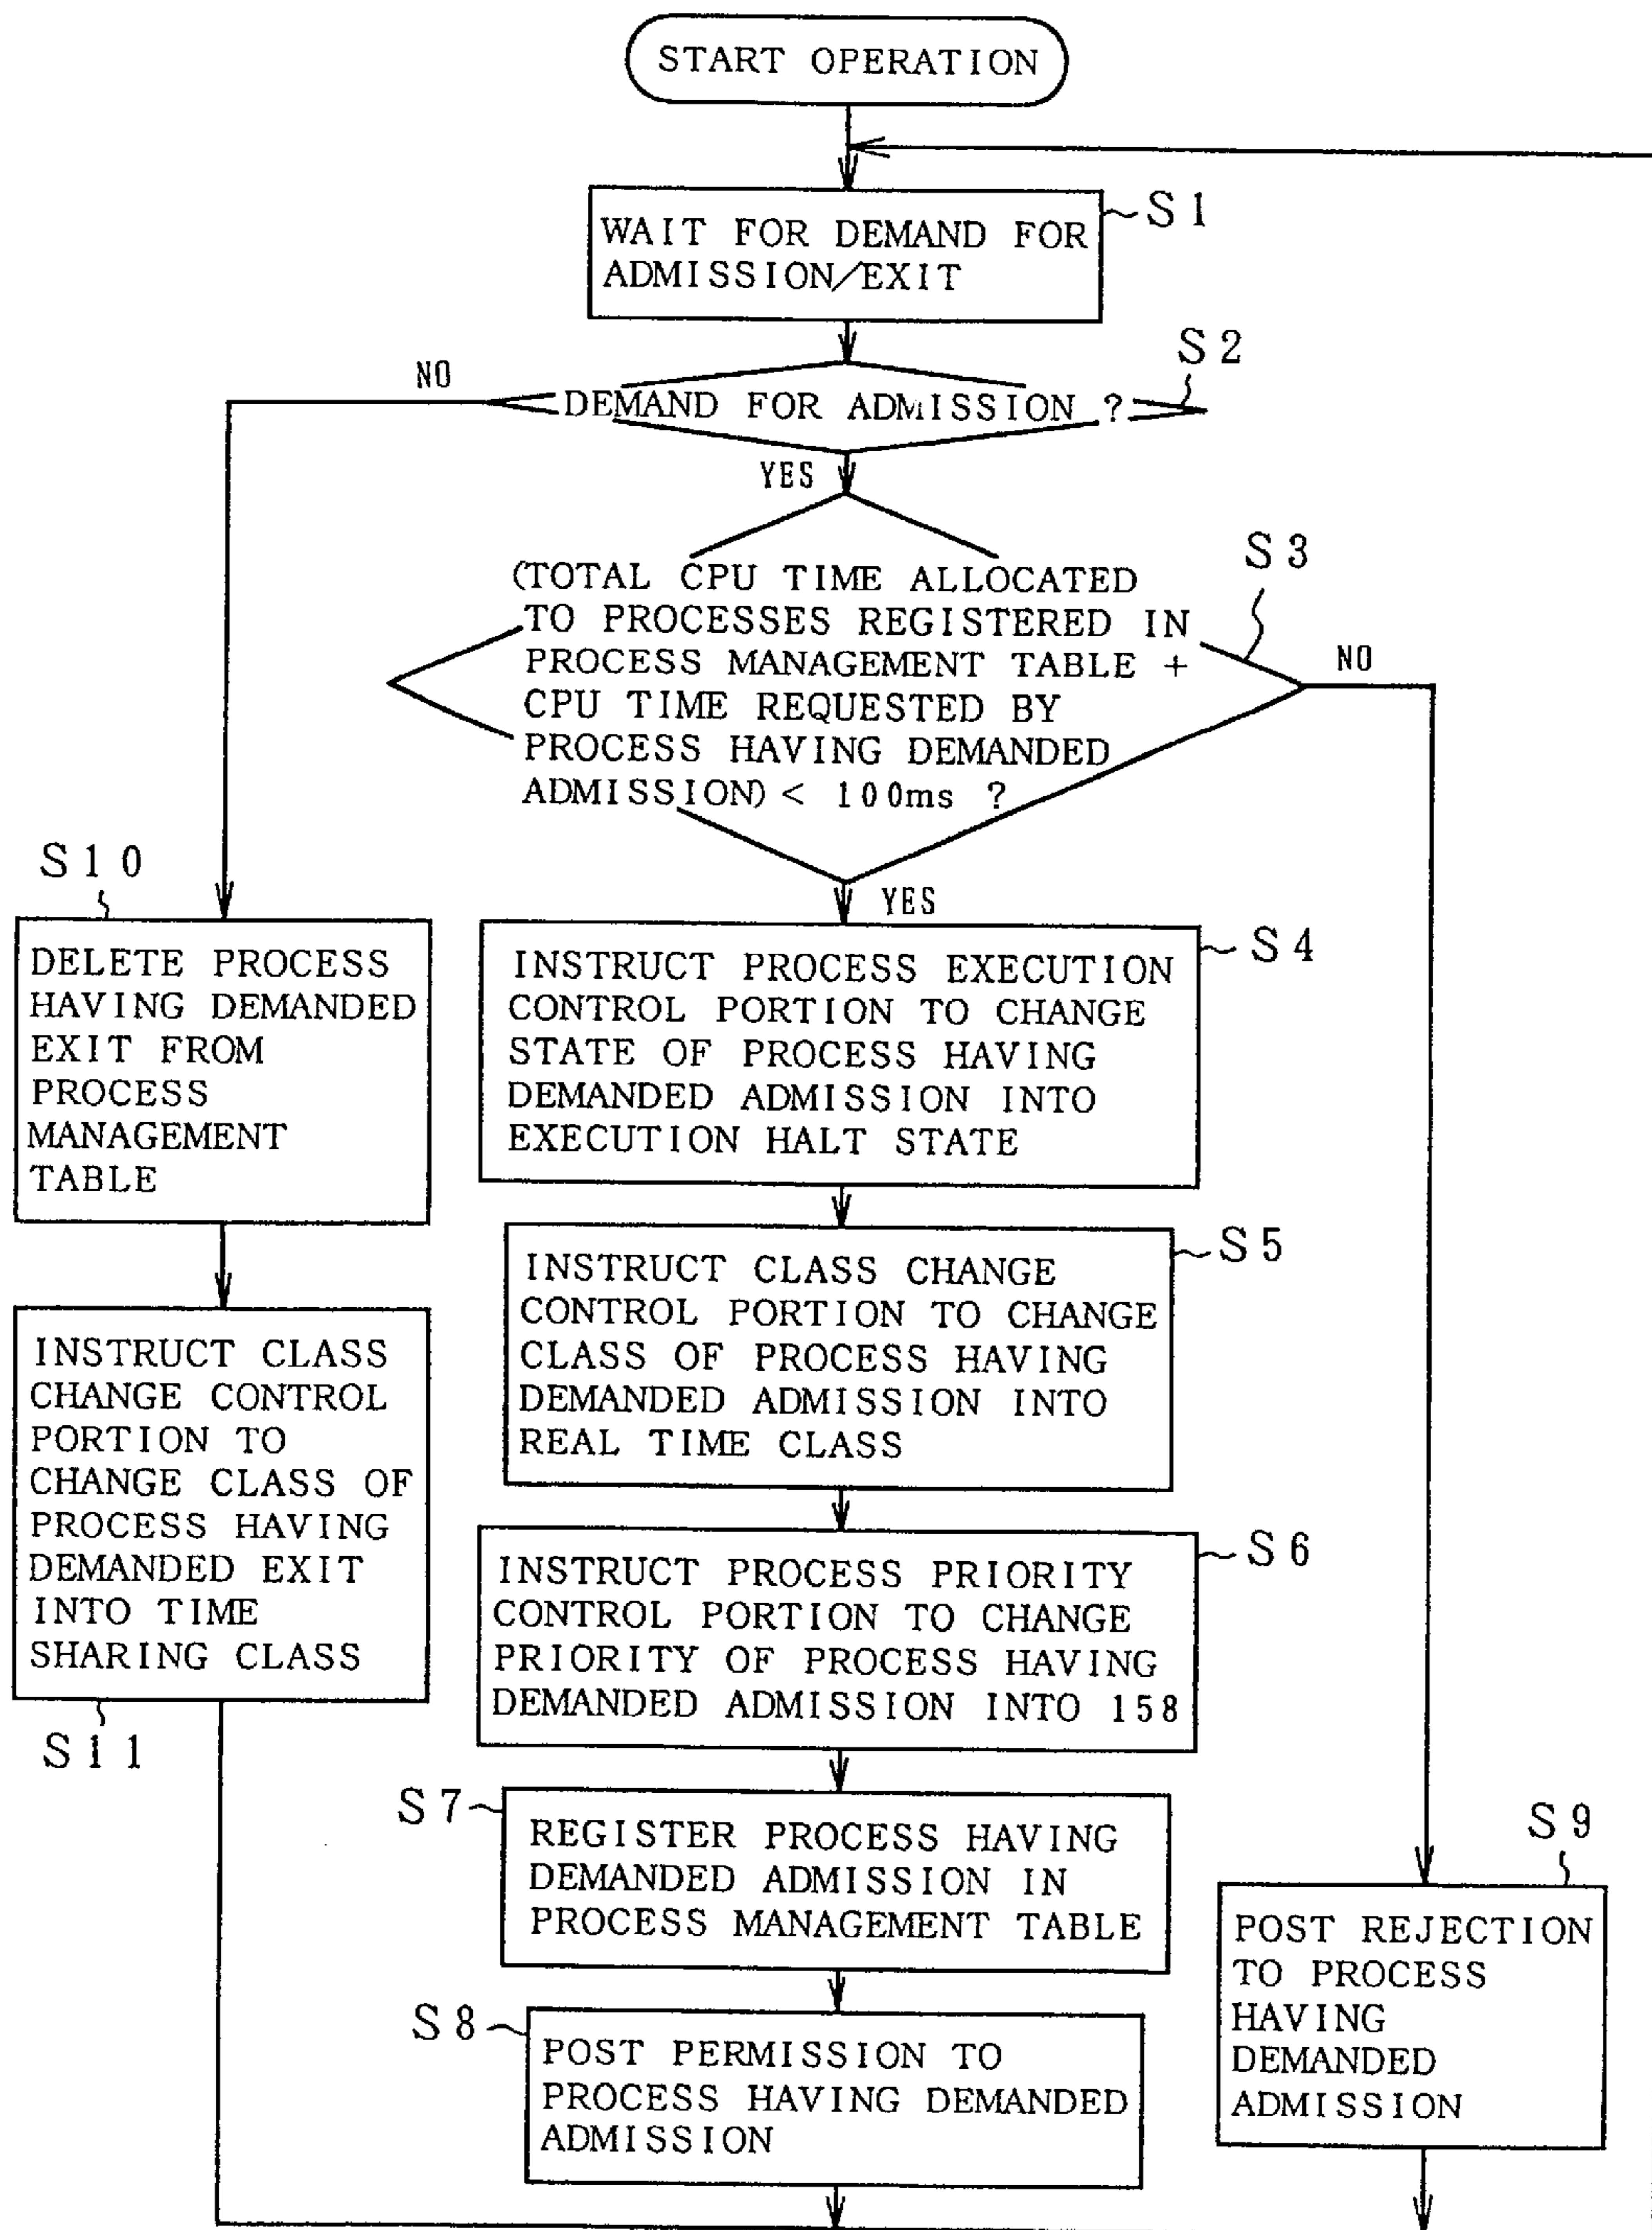 START OPERATION
S1
WAIT FOR DEMAND FOR
ADMISSION/EXIT
S2
NO
DEMAND FOR ADMISSION ?
YES
S3
(TOTAL CPU TIME ALLOCATED
TO PROCESSES REGISTERED IN
PROCESS MANAGEMENT TABLE +
CPU TIME REQUESTED BY
PROCESS HAVING DEMANDED
ADMISSION) < 100ms ?
NO
YES
S10
DELETE PROCESS
HAVING DEMANDED
EXIT FROM
PROCESS
MANAGEMENT
TABLE
S4
INSTRUCT PROCESS EXECUTION
CONTROL PORTION TO CHANGE
STATE OF PROCESS HAVING
DEMANDED ADMISSION INTO
EXECUTION HALT STATE
S5
INSTRUCT CLASS CHANGE
CONTROL PORTION TO CHANGE
CLASS OF PROCESS HAVING
DEMANDED ADMISSION INTO
REAL TIME CLASS
INSTRUCT CLASS
CHANGE CONTROL
PORTION TO
CHANGE CLASS OF
PROCESS HAVING
DEMANDED EXIT
INTO TIME
SHARING CLASS
S11
S6
INSTRUCT PROCESS PRIORITY
CONTROL PORTION TO CHANGE
PRIORITY OF PROCESS HAVING
DEMANDED ADMISSION INTO 158
S7
REGISTER PROCESS HAVING
DEMANDED ADMISSION IN
PROCESS MANAGEMENT TABLE
S8
POST PERMISSION TO
PROCESS HAVING DEMANDED
ADMISSION
S9
POST REJECTION
TO PROCESS
HAVING
DEMANDED
ADMISSION